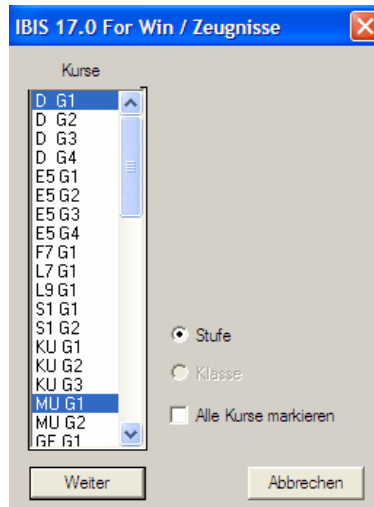 IBIS 17.0 For Win / Zeugnisse
Kurse
D G1
D G2
D G3
D G4
E5 G1
E5 G2
E5 G3
E5 G4
F7 G1
L7 G1
L9 G1
S1 G1
S1 G2
KU G1
KU G2
KU G3
MU G1
MU G2
GE G1
Stufe
Klasse
Alle Kurse markieren
Weiter
Abbrechen